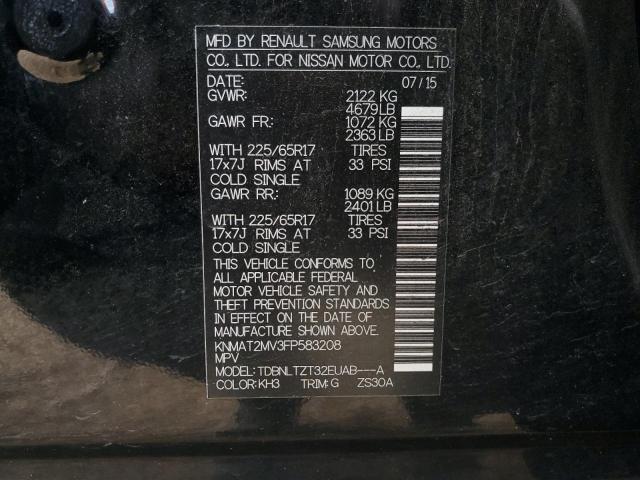 MFD BY RENAULT SAMSUNG MOTORS
CO., LTD. FOR NISSAN MOTOR CO., LTD.
DATE: 07/15
GVWR: 2122 KG
4679 LB
GAWR FR: 1072 KG
2363 LB
WITH 225/65R17 TIRES
17x7J RIMS AT 33 PSI
COLD SINGLE
GAWR RR: 1089 KG
2401 LB
WITH 225/65R17 TIRES
17x7J RIMS AT 33 PSI
COLD SINGLE
THIS VEHICLE CONFORMS TO
ALL APPLICABLE FEDERAL
MOTOR VEHICLE SAFETY AND
THEFT PREVENTION STANDARDS
IN EFFECT ON THE DATE OF
MANUFACTURE SHOWN ABOVE.
KNMAT2MV3FP583208
MPV
MODEL: TDBNLTZT32EUAB---A
COLOR: KH3 TRIM: G ZS30A